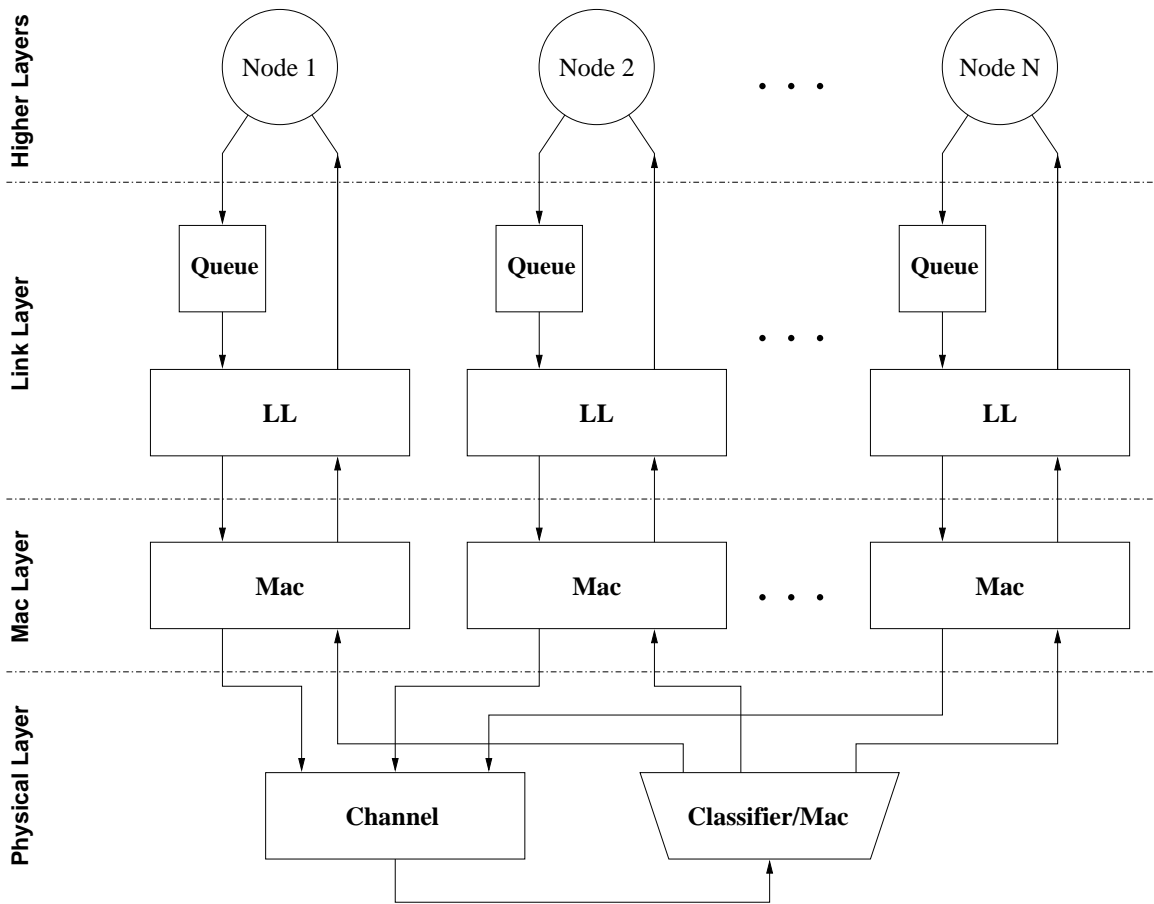 Higher Layers
Node 1
Node 2
. . .
Node N
Link Layer
Queue
Queue
Queue
. . .
LL
LL
LL
Mac Layer
Mac
Mac
. . .
Mac
Physical Layer
Channel
Classifier/Mac